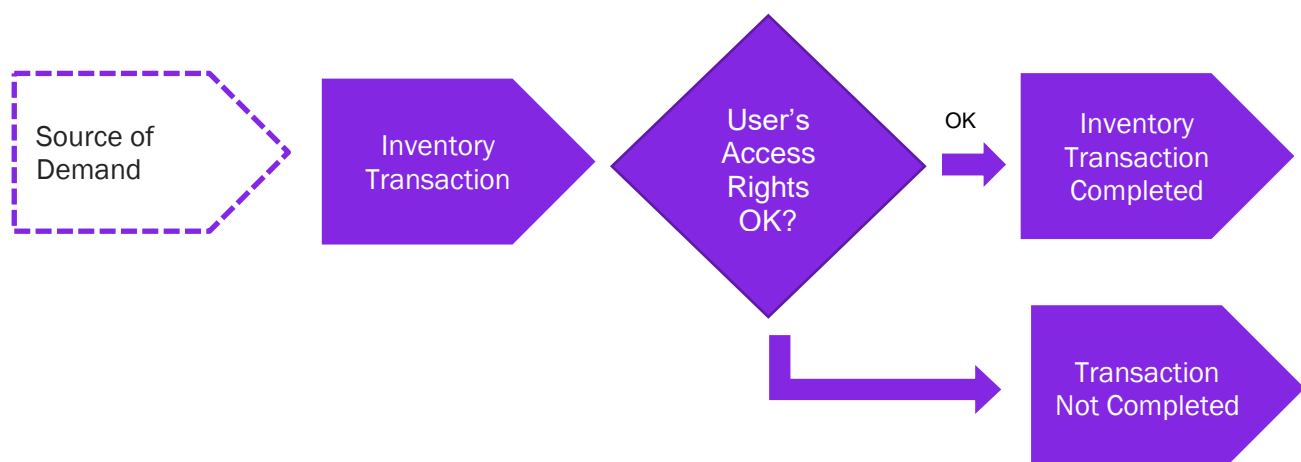 Source of
Demand
Inventory
Transaction
User's
Access
Rights
OK?
OK
Inventory
Transaction
Completed
Transaction
Not Completed